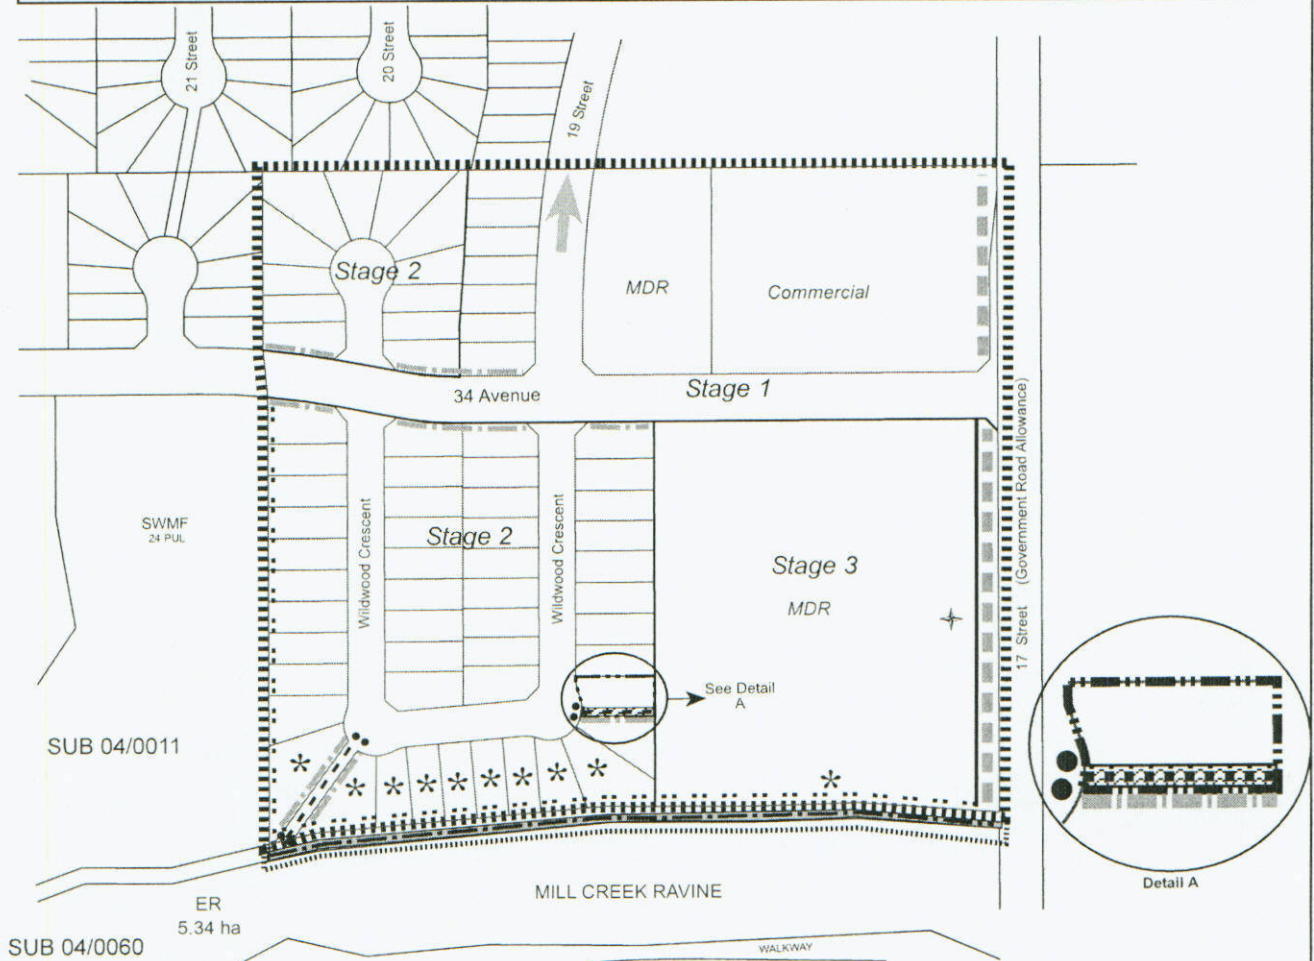 21 Street
20 Street
19 Street
Stage 2
MDR
Commercial
34 Avenue
Stage 1
17 Street (Government Road Allowance)
SWMF
24 PUL
Wildwood Crescent
Stage 2
Wildwood Crescent
Stage 3
MDR
See Detail
A
SUB 04/0011
Detail A
MILL CREEK RAVINE
ER
5.34 ha
SUB 04/0060
WALKWAY